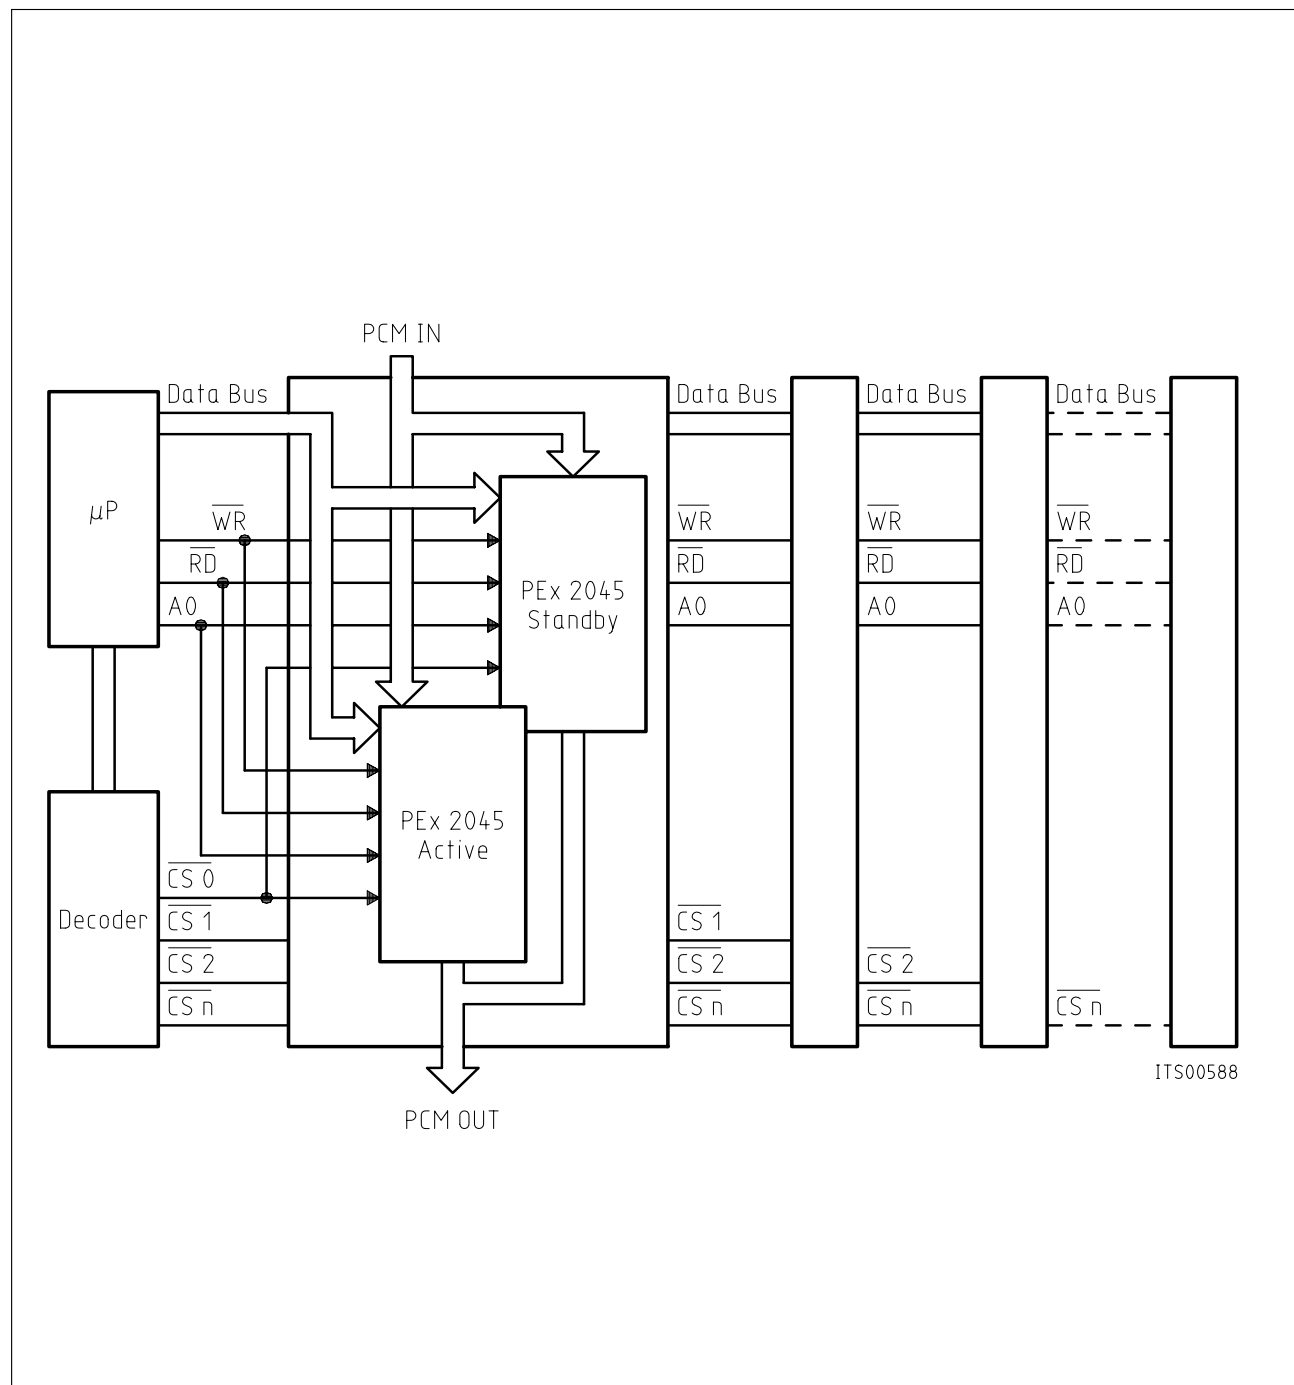 PCM IN
Data Bus Data Bus Data Bus Data Bus
µP
WR WR WR WR
RD RD RD RD
A0 A0 A0 A0
PEx 2045
Standby
PEx 2045
Active
Decoder
CS 0
CS 1 CS 1
CS 2 CS 2 CS 2
CS n CS n CS n CS n
ITS00588
PCM OUT